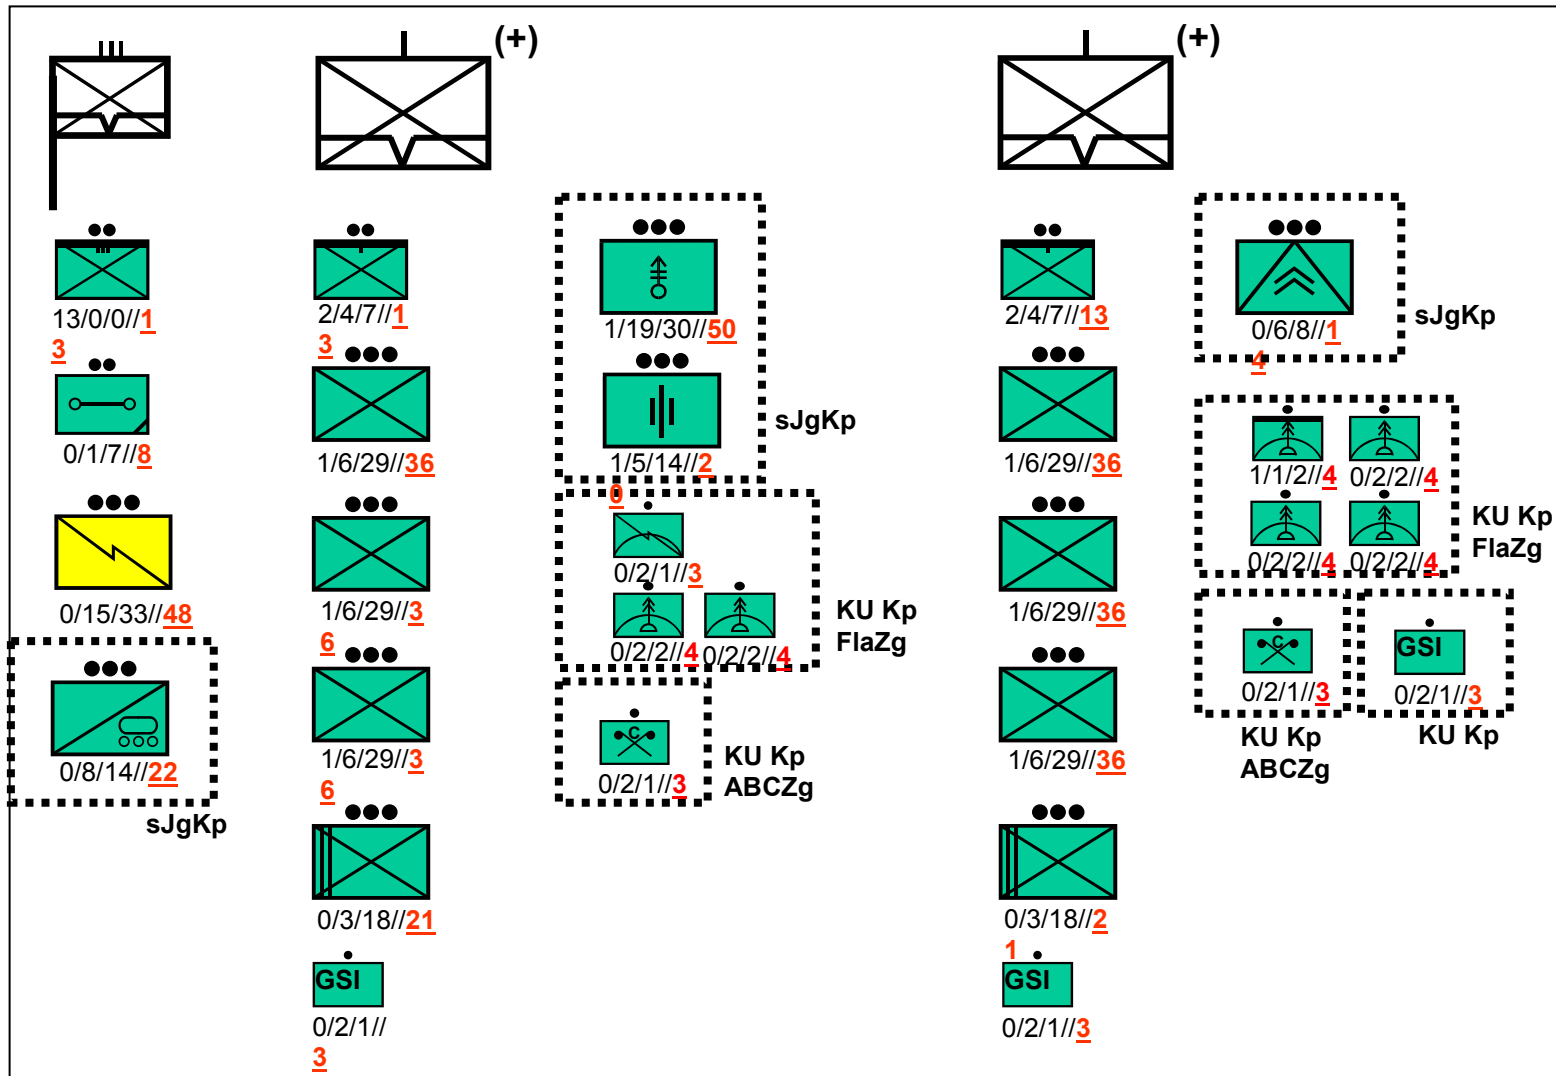 (+)
(+)
13/0/0//1
3
0/1/7//8
0/15/33//48
0/8/14//22
sJgKp
2/4/7//1
3
1/6/29//36
1/6/29//3
6
1/6/29//3
6
0/3/18//21
GSI
0/2/1//
3
1/19/30//50
1/5/14//2
0
sJgKp
0/2/1//3
0/2/2//4
0/2/2//4
KU Kp
FlaZg
C
0/2/1//3
KU Kp
ABCZg
2/4/7//13
1/6/29//36
1/6/29//36
1/6/29//36
0/3/18//2
1
GSI
0/2/1//3
0/6/8//1
4
sJgKp
1/1/2//4
0/2/2//4
0/2/2//4
0/2/2//4
KU Kp
FlaZg
C
0/2/1//3
KU Kp
ABCZg
GSI
0/2/1//3
KU Kp